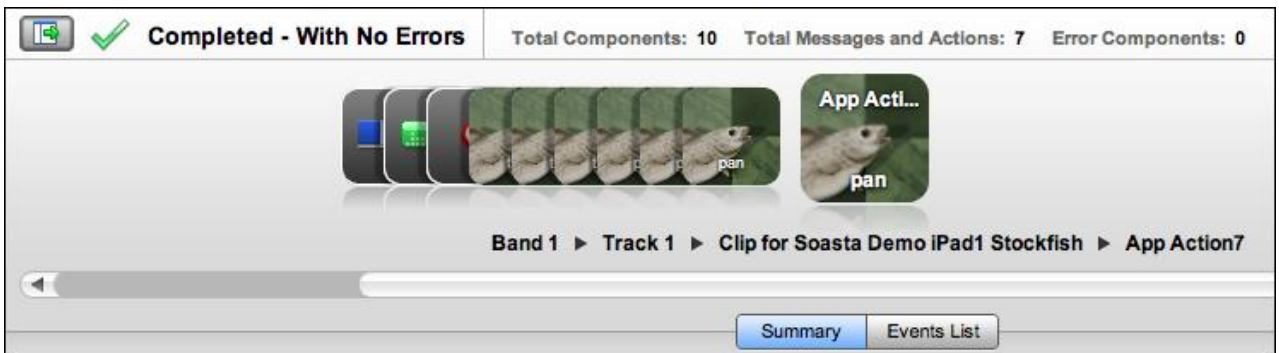 Completed - With No Errors Total Components: 10 Total Messages and Actions: 7 Error Components: 0
App Acti...
pan
pan
Band 1 ▶ Track 1 ▶ Clip for Soasta Demo iPad1 Stockfish ▶ App Action7
Summary Events List